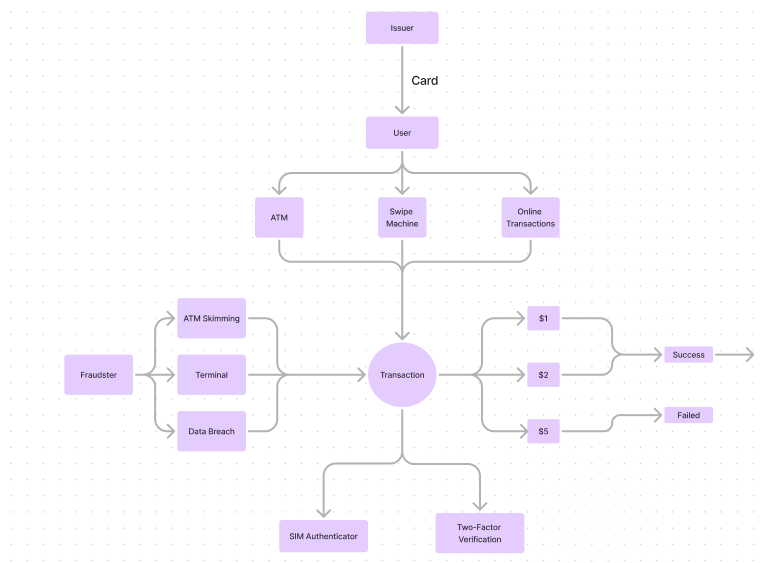 Issuer
Card
User
ATM
Swipe
Machine
Online
Transactions
ATM Skimming
$1
Fraudster
Terminal
Transaction
$2
Success
Data Breach
$5
Failed
SIM Authenticator
Two-Factor
Verification